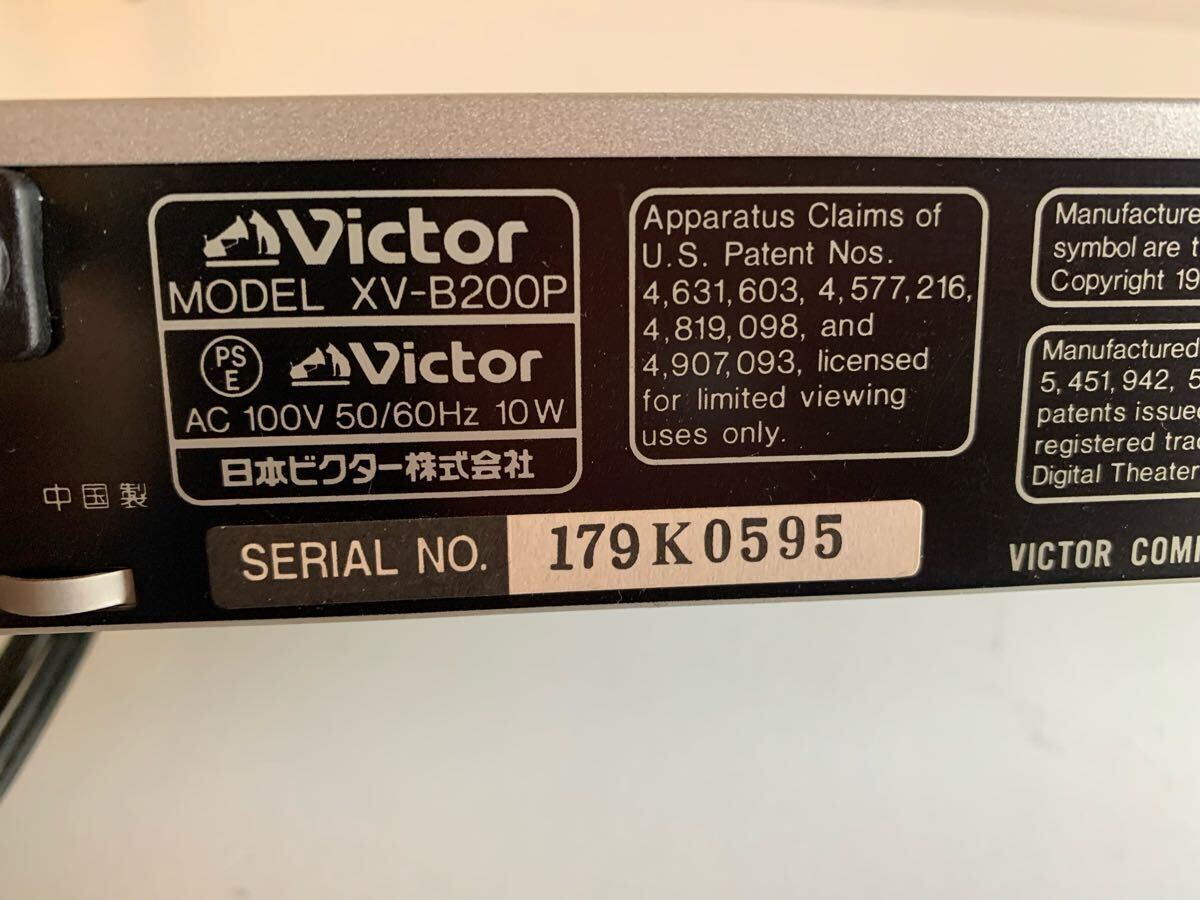 Victor
MODEL XV-B200P
PS
E
Victor
AC 100V 50/60Hz 10W
日本ビクター株式会社
中国製
SERIAL NO. 179K0595
Apparatus Claims of
U.S. Patent Nos.
4,631,603, 4,577,216,
4,819,098, and
4,907,093, licensed
for limited viewing
uses only.
Manufacture
symbol are t
Copyright 19
Manufactured
5,451,942, 5
patents issue
registered tra
Digital Theater
VICTOR COM